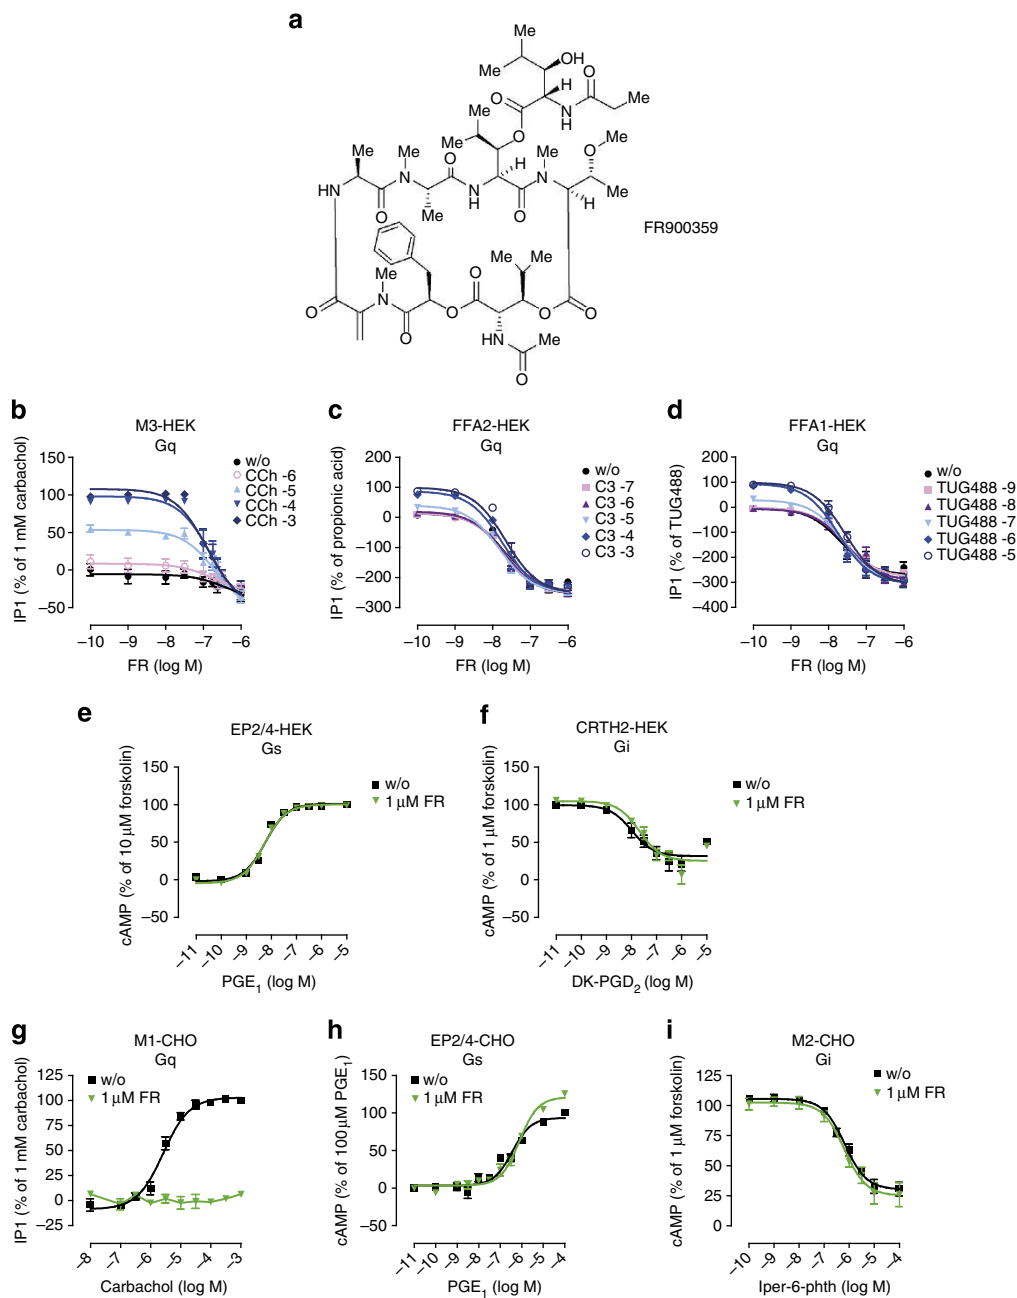 a
Me
Me
OH
H
O
O
N
H
Me
Me
Me
O
O
Me
Me
Me
O
H
Me
O
Me
HN
O
N
Me
N
H
O
N
H
Me
FR900359
Me
Me
Me
O
N
O
O
O
O
O
HN
Me
O
b
M3-HEK
Gq
IP1 (% of 1 mM carbachol)
150
100
50
0
−50
w/o
CCh -6
CCh -5
CCh -4
CCh -3
−10 −9 −8 −7 −6
FR (log M)
c
FFA2-HEK
Gq
IP1 (% of propionic acid)
200
100
0
−100
−200
−300
w/o
C3 -7
C3 -6
C3 -5
C3 -4
C3 -3
−10 −9 −8 −7 −6
FR (log M)
d
FFA1-HEK
Gq
IP1 (% of TUG488)
200
100
0
−100
−200
−300
−400
w/o
TUG488 -9
TUG488 -8
TUG488 -7
TUG488 -6
TUG488 -5
−10 −9 −8 −7 −6
FR (log M)
e
EP2/4-HEK
Gs
cAMP (% of 10 μM forskolin)
150
100
50
0
−50
w/o
1 μM FR
−11 −10 −9 −8 −7 −6 −5
PGE1 (log M)
f
CRTH2-HEK
Gi
cAMP (% of 1 μM forskolin)
150
100
50
0
−50
w/o
1 μM FR
−11 −10 −9 −8 −7 −6 −5
DK-PGD2 (log M)
g
M1-CHO
Gq
IP1 (% of 1 mM carbachol)
125
100
75
50
25
0
−25
w/o
1 μM FR
−8 −7 −6 −5 −4 −3
Carbachol (log M)
h
EP2/4-CHO
Gs
cAMP (% of 100 μM PGE1)
150
100
50
0
−50
w/o
1 μM FR
−11 −10 −9 −8 −7 −6 −5 −4
PGE1 (log M)
i
M2-CHO
Gi
cAMP (% of 1 μM forskolin)
125
100
75
50
25
0
w/o
1 μM FR
−10 −9 −8 −7 −6 −5 −4
Iper-6-phth (log M)